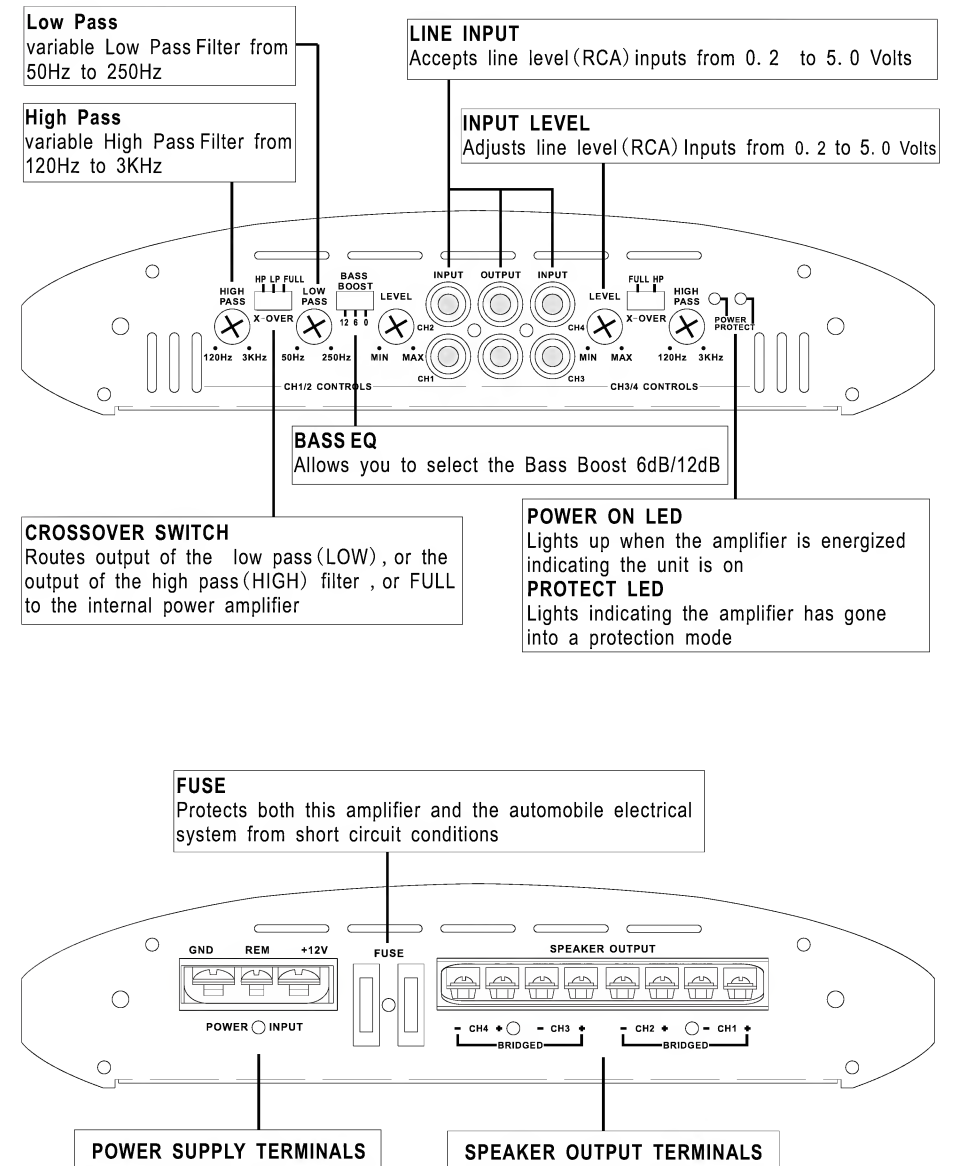 Low Pass
variable Low Pass Filter from
50Hz to 250Hz
High Pass
variable High Pass Filter from
120Hz to 3KHz
LINE INPUT
Accepts line level (RCA) inputs from 0.2 to 5.0 Volts
INPUT LEVEL
Adjusts line level (RCA) Inputs from 0.2 to 5.0 Volts
HIGH
PASS
120Hz 3KHz
HP LP FULL
X-OVER
LOW
PASS
50Hz 250Hz
BASS
BOOST
12 6 0
LEVEL
MIN MAX
INPUT OUTPUT INPUT
CH2
CH1
CH4
CH3
LEVEL
MIN MAX
FULL HP
X-OVER
HIGH
PASS
120Hz 3KHz
POWER
PROTECT
CH1/2 CONTROLS
CH3/4 CONTROLS
BASS EQ
Allows you to select the Bass Boost 6dB/12dB
CROSSOVER SWITCH
Routes output of the low pass (LOW), or the
output of the high pass (HIGH) filter , or FULL
to the internal power amplifier
POWER ON LED
Lights up when the amplifier is energized
indicating the unit is on
PROTECT LED
Lights indicating the amplifier has gone
into a protection mode
FUSE
Protects both this amplifier and the automobile electrical
system from short circuit conditions
GND REM +12V
POWER INPUT
FUSE
SPEAKER OUTPUT
- CH4 + - CH3 +
BRIDGED
- CH2 + - CH1 +
BRIDGED
POWER SUPPLY TERMINALS
SPEAKER OUTPUT TERMINALS